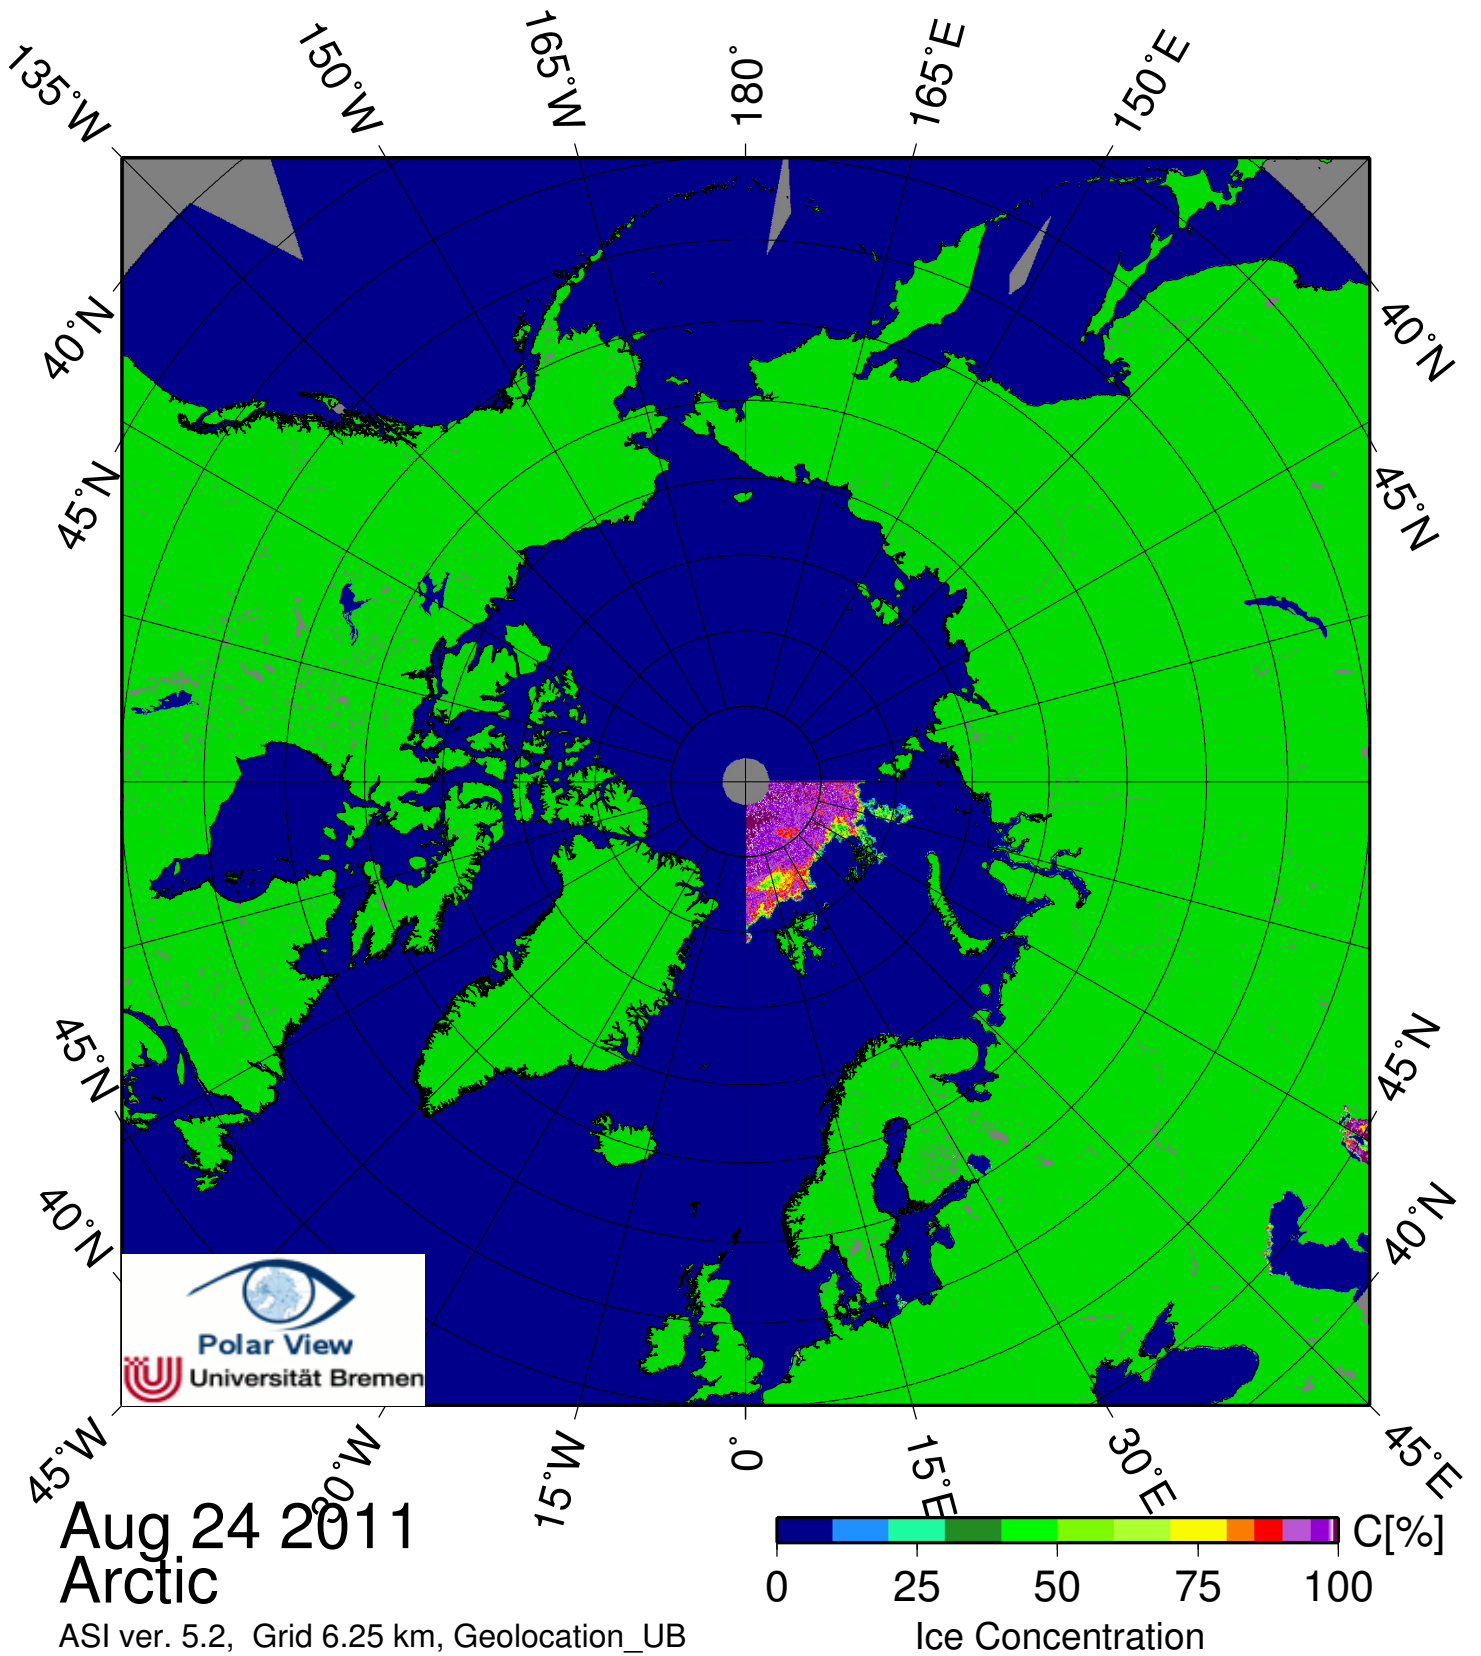 135°W
150°W
165°W
180°
165°E
150°E
40°N
40°N
45°N
45°N
45°N
45°N
40°N
40°N
Polar View
Universität Bremen
45°W
30°W
15°W
0°
15°E
30°E
45°E
Aug 24 2011
Arctic
ASI ver. 5.2, Grid 6.25 km, Geolocation_UB
C[%]
0 25 50 75 100
Ice Concentration